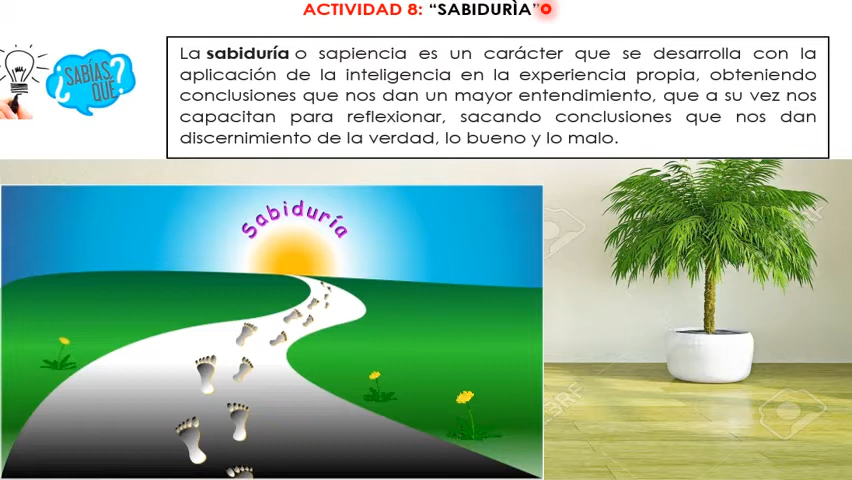 ACTIVIDAD 8: “SABIDURÌA”
¿SABÍAS
QUE?
La sabiduría o sapiencia es un carácter que se desarrolla con la
aplicación de la inteligencia en la experiencia propia, obteniendo
conclusiones que nos dan un mayor entendimiento, que a su vez nos
capacitan para reflexionar, sacando conclusiones que nos dan
discernimiento de la verdad, lo bueno y lo malo.
Sabiduría